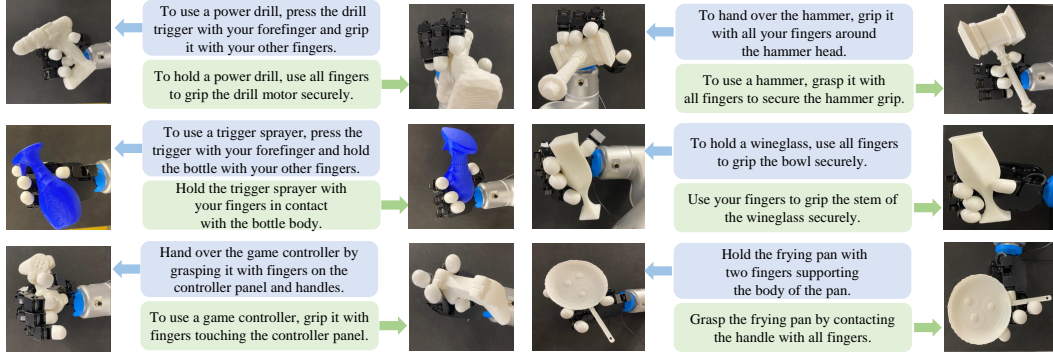 To use a power drill, press the drill
trigger with your forefinger and grip
it with your other fingers.
To hold a power drill, use all fingers
to grip the drill motor securely.
To hand over the hammer, grip it
with all your fingers around
the hammer head.
To use a hammer, grasp it with
all fingers to secure the hammer grip.
To use a trigger sprayer, press the
trigger with your forefinger and hold
the bottle with your other fingers.
Hold the trigger sprayer with
your fingers in contact
with the bottle body.
To hold a wineglass, use all fingers
to grip the bowl securely.
Use your fingers to grip the stem of
the wineglass securely.
Hand over the game controller by
grasping it with fingers on the
controller panel and handles.
To use a game controller, grip it with
fingers touching the controller panel.
Hold the frying pan with
two fingers supporting
the body of the pan.
Grasp the frying pan by contacting
the handle with all fingers.